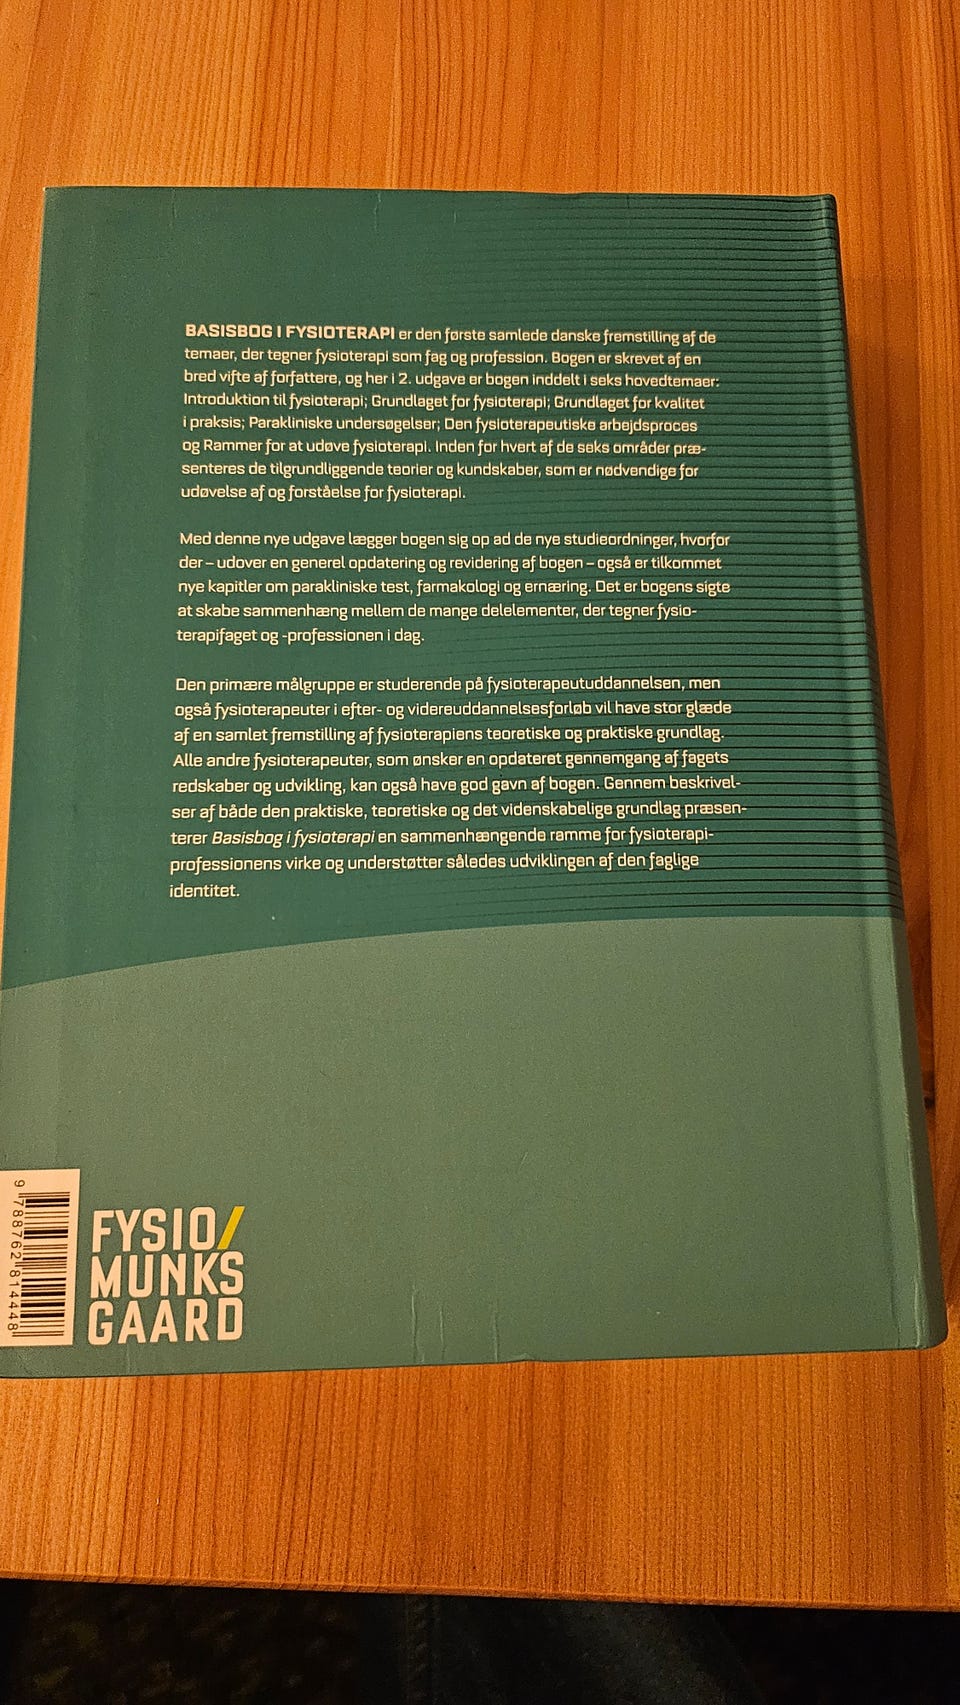 BASISBOG I FYSIOTERAPI er den første samlede danske fremstilling af de
temaer, der tegner fysioterapi som fag og profession. Bogen er skrevet af en
bred vifte af forfattere, og her i 2. udgave er bogen inddelt i seks hovedtemaer:
Introduktion til fysioterapi; Grundlaget for fysioterapi; Grundlaget for kvalitet
i praksis; Parakliniske undersøgelser; Den fysioterapeutiske arbejdsproces
og Rammer for at udøve fysioterapi. Inden for hvert af de seks områder præ-
senteres de tilgrundliggende teorier og kundskaber, som er nødvendige for
udøvelse af og forståelse for fysioterapi.
Med denne nye udgave lægger bogen sig op ad de nye studieordninger, hvorfor
der – udover en generel opdatering og revidering af bogen – også er tilkommet
nye kapitler om parakliniske test, farmakologi og ernæring. Det er bogens sigte
at skabe sammenhæng mellem de mange delelementer, der tegner fysio-
terapifaget og -professionen i dag.
Den primære målgruppe er studerende på fysioterapeutuddannelsen, men
også fysioterapeuter i efter- og videreuddannelsesforløb vil have stor glæde
af en samlet fremstilling af fysioterapiens teoretiske og praktiske grundlag.
Alle andre fysioterapeuter, som ønsker en opdateret gennemgang af fagets
redskaber og udvikling, kan også have god gavn af bogen. Gennem beskrivel-
ser af både den praktiske, teoretiske og det videnskabelige grundlag præsen-
terer Basisbog i fysioterapi en sammenhængende ramme for fysioterapi-
professionens virke og understøtter således udviklingen af den faglige
identitet.
9 788762 814448
FYSIO/
MUNKS
GAARD